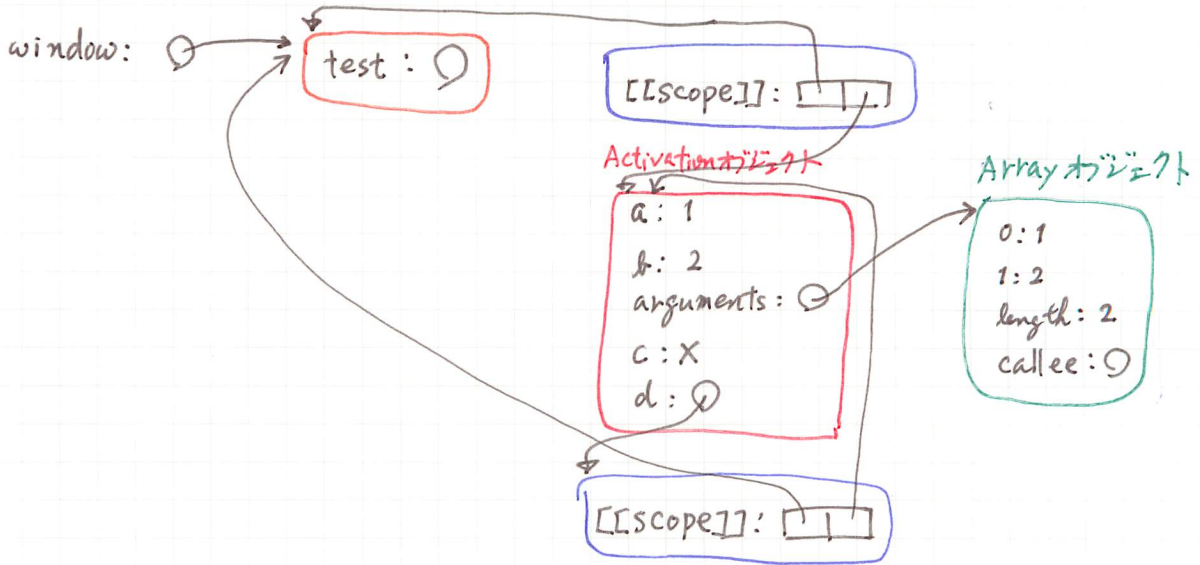 window:
test:
[[scope]]:
Activationオブジェクト
a: 1
b: 2
arguments:
c: X
d:
Arrayオブジェクト
0: 1
1: 2
length: 2
callee:
[[scope]]: